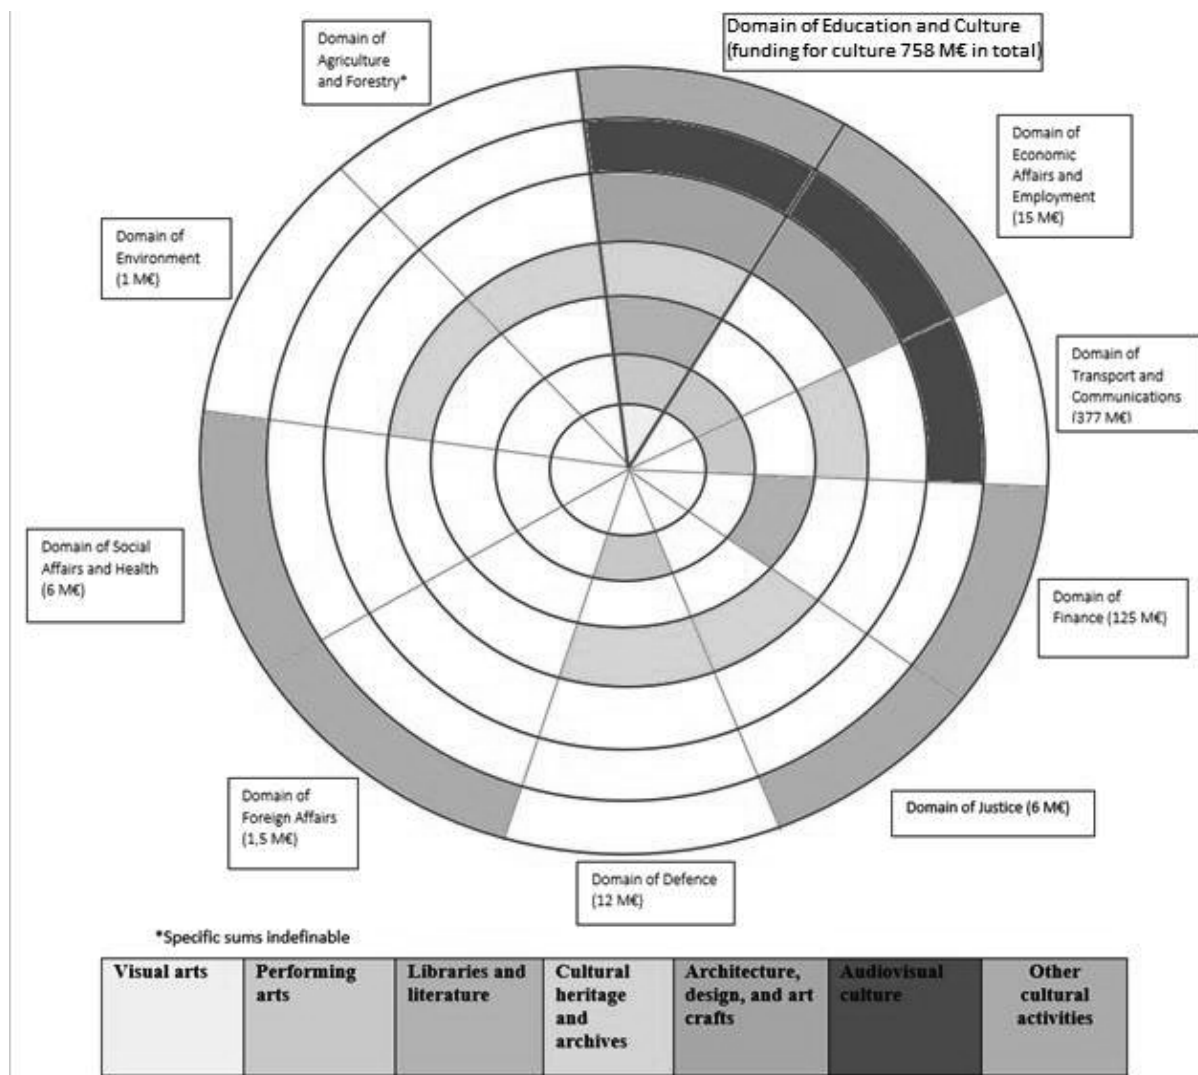 Domain of Education and Culture
(funding for culture 758 M€ in total)
Domain of
Agriculture
and Forestry*
Domain of
Economic
Affairs and
Employment
(15 M€)
Domain of
Environment
(1 M€)
Domain of
Transport and
Communications
(377 M€)
Domain of Social
Affairs and Health
(6 M€)
Domain of
Finance (125 M€)
Domain of
Foreign Affairs
(1,5 M€)
Domain of Justice (6 M€)
Domain of Defence
(12 M€)
*Specific sums indefinable
Visual arts
Performing
arts
Libraries and
literature
Cultural
heritage
and
archives
Architecture,
design, and art
crafts
Audiovisual
culture
Other
cultural
activities